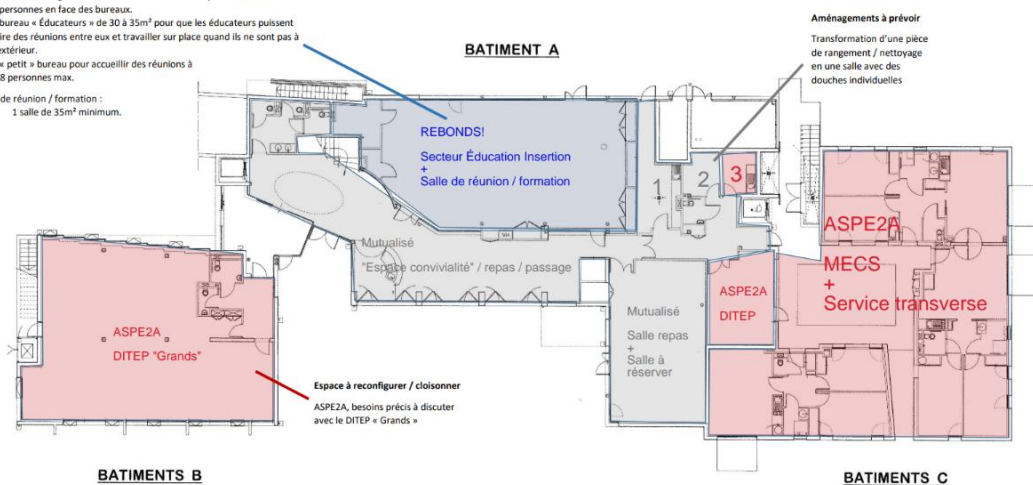 personnes en face des bureaux.
bureau « Éducateurs » de 30 à 35m² pour que les éducateurs puissent
ire des réunions entre eux et travailler sur place quand ils ne sont pas à
extérieur.
« petit » bureau pour accueillir des réunions à
8 personnes max.
de réunion / formation :
1 salle de 35m² minimum.
BATIMENT A
Aménagements à prévoir
Transformation d'une pièce
de rangement / nettoyage
en une salle avec des
douches individuelles
REBONDS!
Secteur Éducation Insertion
+
Salle de réunion / formation
1
2
3
Mutualisé
"Espace convivialité" / repas / passage
ASPE2A
MECS
+
Service transverse
ASPE2A
DITEP
Mutualisé
Salle repas
+
Salle à
réserver
ASPE2A
DITEP "Grands"
Espace à reconfigurer / cloisonner
ASPE2A, besoins précis à discuter
avec le DITEP « Grands »
BATIMENTS B
BATIMENTS C